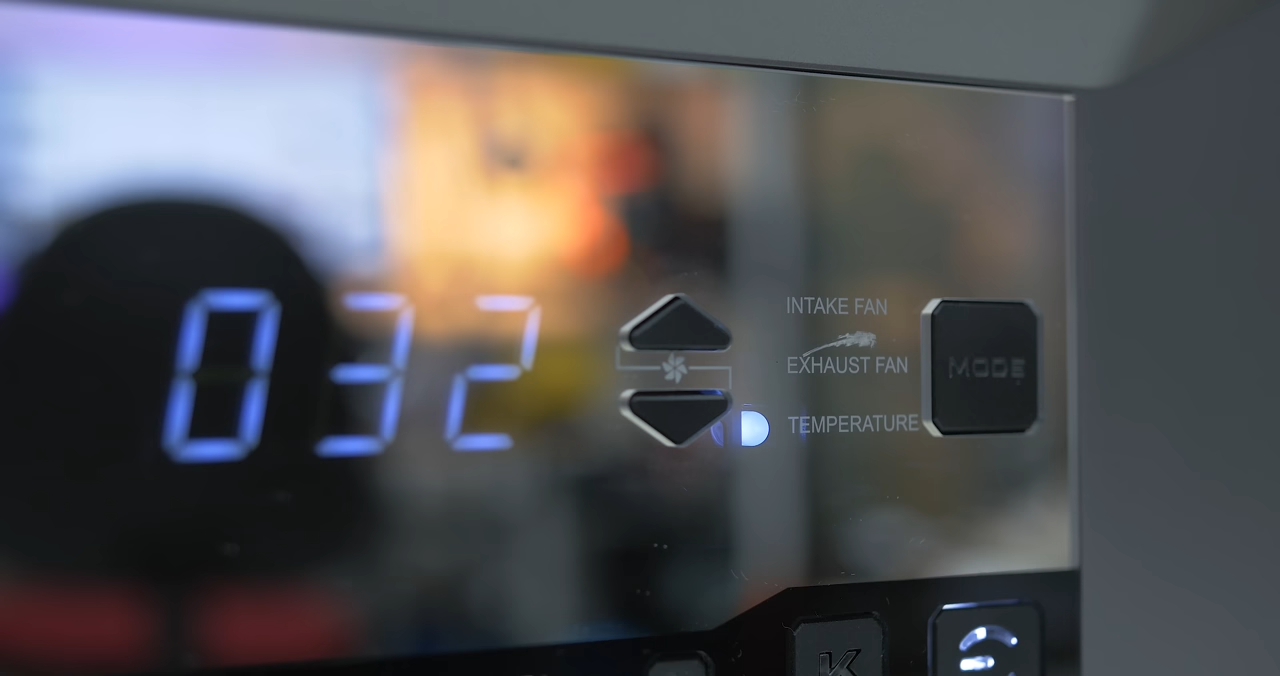 032
INTAKE FAN
EXHAUST FAN
TEMPERATURE
MODE
K